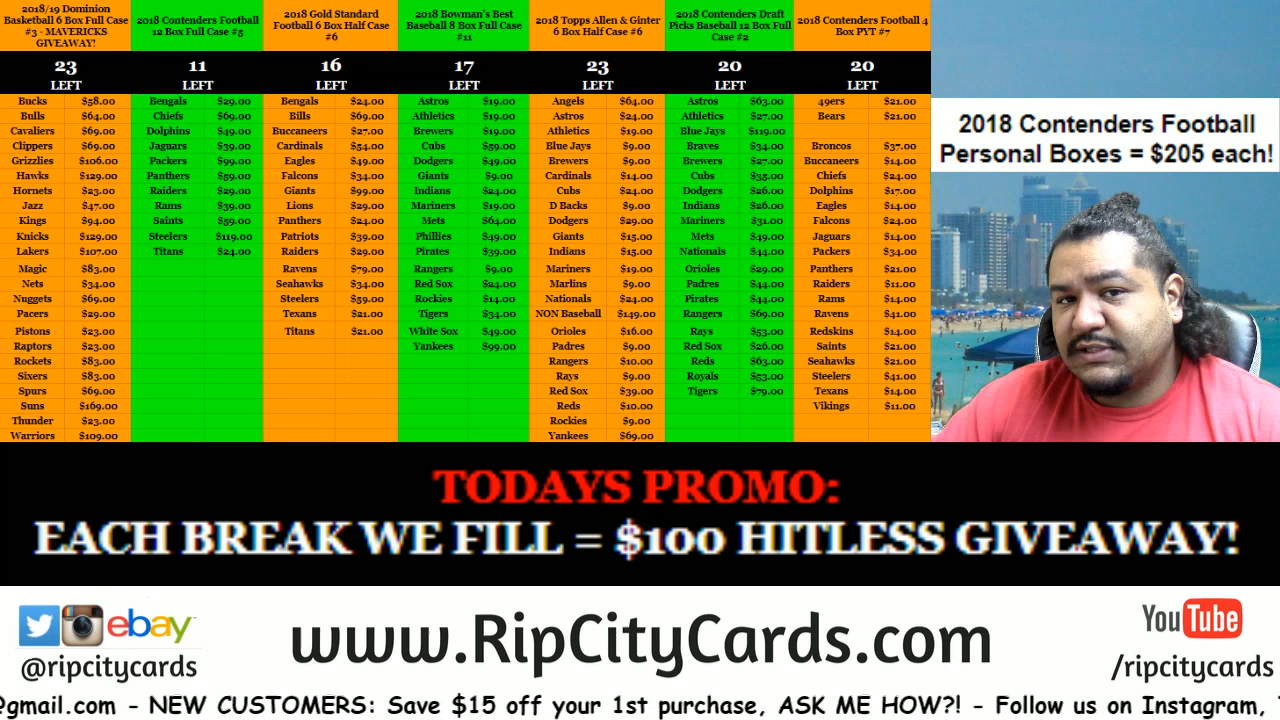 2018/19 Dominion Basketball 6 Box Full Case #3 - MAVERICKS GIVEAWAY!
23
LEFT
Bucks $58.00
Bulls $64.00
Cavaliers $69.00
Clippers $69.00
Grizzlies $106.00
Hawks $129.00
Hornets $23.00
Jazz $47.00
Kings $94.00
Knicks $129.00
Lakers $107.00
Magic $83.00
Nets $34.00
Nuggets $69.00
Pacers $29.00
Pistons $23.00
Raptors $23.00
Rockets $83.00
Sixers $83.00
Spurs $69.00
Suns $169.00
Thunder $23.00
Warriors $109.00
2018 Contenders Football 12 Box Full Case #5
11
LEFT
Bengals $29.00
Chiefs $69.00
Dolphins $49.00
Jaguars $39.00
Packers $99.00
Panthers $59.00
Raiders $29.00
Rams $39.00
Saints $59.00
Steelers $119.00
Titans $24.00
2018 Gold Standard Football 6 Box Half Case #6
16
LEFT
Bengals $24.00
Bills $69.00
Buccaneers $27.00
Cardinals $54.00
Eagles $49.00
Falcons $34.00
Giants $99.00
Lions $29.00
Panthers $24.00
Patriots $39.00
Raiders $29.00
Ravens $79.00
Seahawks $34.00
Steelers $59.00
Texans $21.00
Titans $21.00
2018 Bowman's Best Baseball 8 Box Full Case #11
17
LEFT
Astros $19.00
Athletics $19.00
Brewers $19.00
Cubs $59.00
Dodgers $49.00
Giants $9.00
Indians $24.00
Mariners $19.00
Mets $64.00
Phillies $49.00
Pirates $39.00
Rangers $9.00
Red Sox $24.00
Rockies $14.00
Tigers $34.00
White Sox $49.00
Yankees $99.00
2018 Topps Allen & Ginter 6 Box Half Case #6
23
LEFT
Angels $64.00
Astros $24.00
Athletics $19.00
Blue Jays $9.00
Brewers $9.00
Cardinals $14.00
Cubs $24.00
D Backs $9.00
Dodgers $29.00
Giants $15.00
Indians $15.00
Mariners $19.00
Marlins $9.00
Nationals $24.00
NON Baseball $149.00
Orioles $16.00
Padres $9.00
Rangers $10.00
Rays $9.00
Red Sox $39.00
Reds $10.00
Rockies $9.00
Yankees $69.00
2018 Contenders Draft Picks Baseball 12 Box Full Case #2
20
LEFT
Astros $63.00
Athletics $27.00
Blue Jays $119.00
Braves $34.00
Brewers $27.00
Cubs $35.00
Dodgers $26.00
Indians $26.00
Mariners $31.00
Mets $49.00
Nationals $44.00
Orioles $29.00
Padres $44.00
Pirates $44.00
Rangers $69.00
Rays $53.00
Red Sox $26.00
Reds $63.00
Royals $53.00
Tigers $79.00
2018 Contenders Football 4 Box PYT #7
20
LEFT
49ers $21.00
Bears $21.00
Broncos $37.00
Buccaneers $14.00
Chiefs $24.00
Dolphins $17.00
Eagles $14.00
Falcons $24.00
Jaguars $14.00
Packers $34.00
Panthers $21.00
Raiders $11.00
Rams $14.00
Ravens $41.00
Redskins $14.00
Saints $21.00
Seahawks $21.00
Steelers $41.00
Texans $14.00
Vikings $11.00
2018 Contenders Football
Personal Boxes = $205 each!
TODAYS PROMO:
EACH BREAK WE FILL = $100 HITLESS GIVEAWAY!
ebay
@ripcitycards
www.RipCityCards.com
YouTube
/ripcitycards
@gmail.com - NEW CUSTOMERS: Save $15 off your 1st purchase, ASK ME HOW?! - Follow us on Instagram,